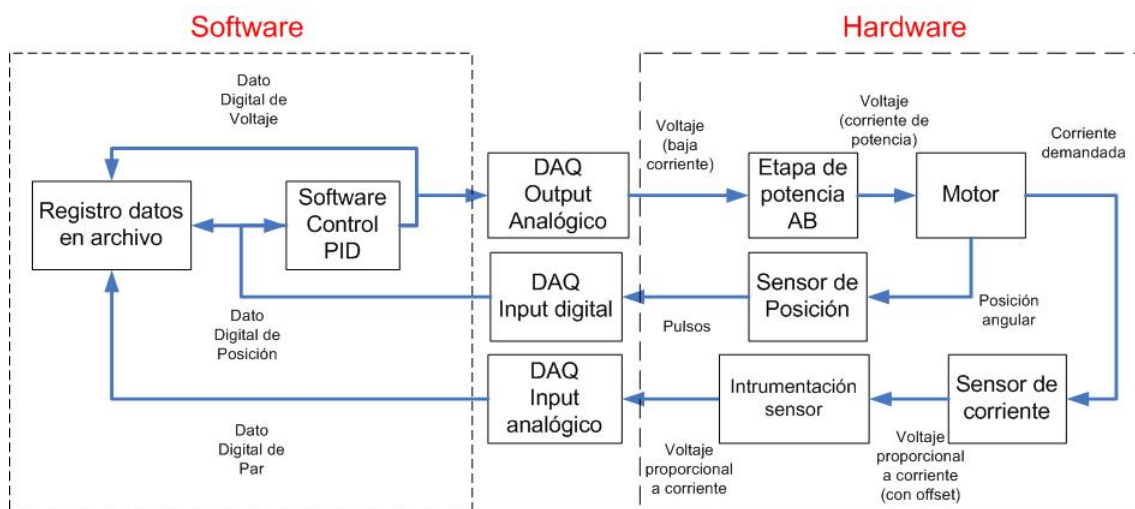 Software
Hardware
Dato
Digital de
Voltaje
Voltaje
(baja
corriente)
Voltaje
(corriente de
potencia)
Corriente
demandada
Registro datos
en archivo
Software
Control
PID
DAQ
Output
Analógico
Etapa de
potencia
AB
Motor
DAQ
Input digital
Sensor de
Posición
Dato
Digital de
Posición
Pulsos
Posición
angular
DAQ
Input
analógico
Intrumentación
sensor
Sensor de
corriente
Dato
Digital de
Par
Voltaje
proporcional
a corriente
Voltaje
proporcional
a corriente
(con offset)